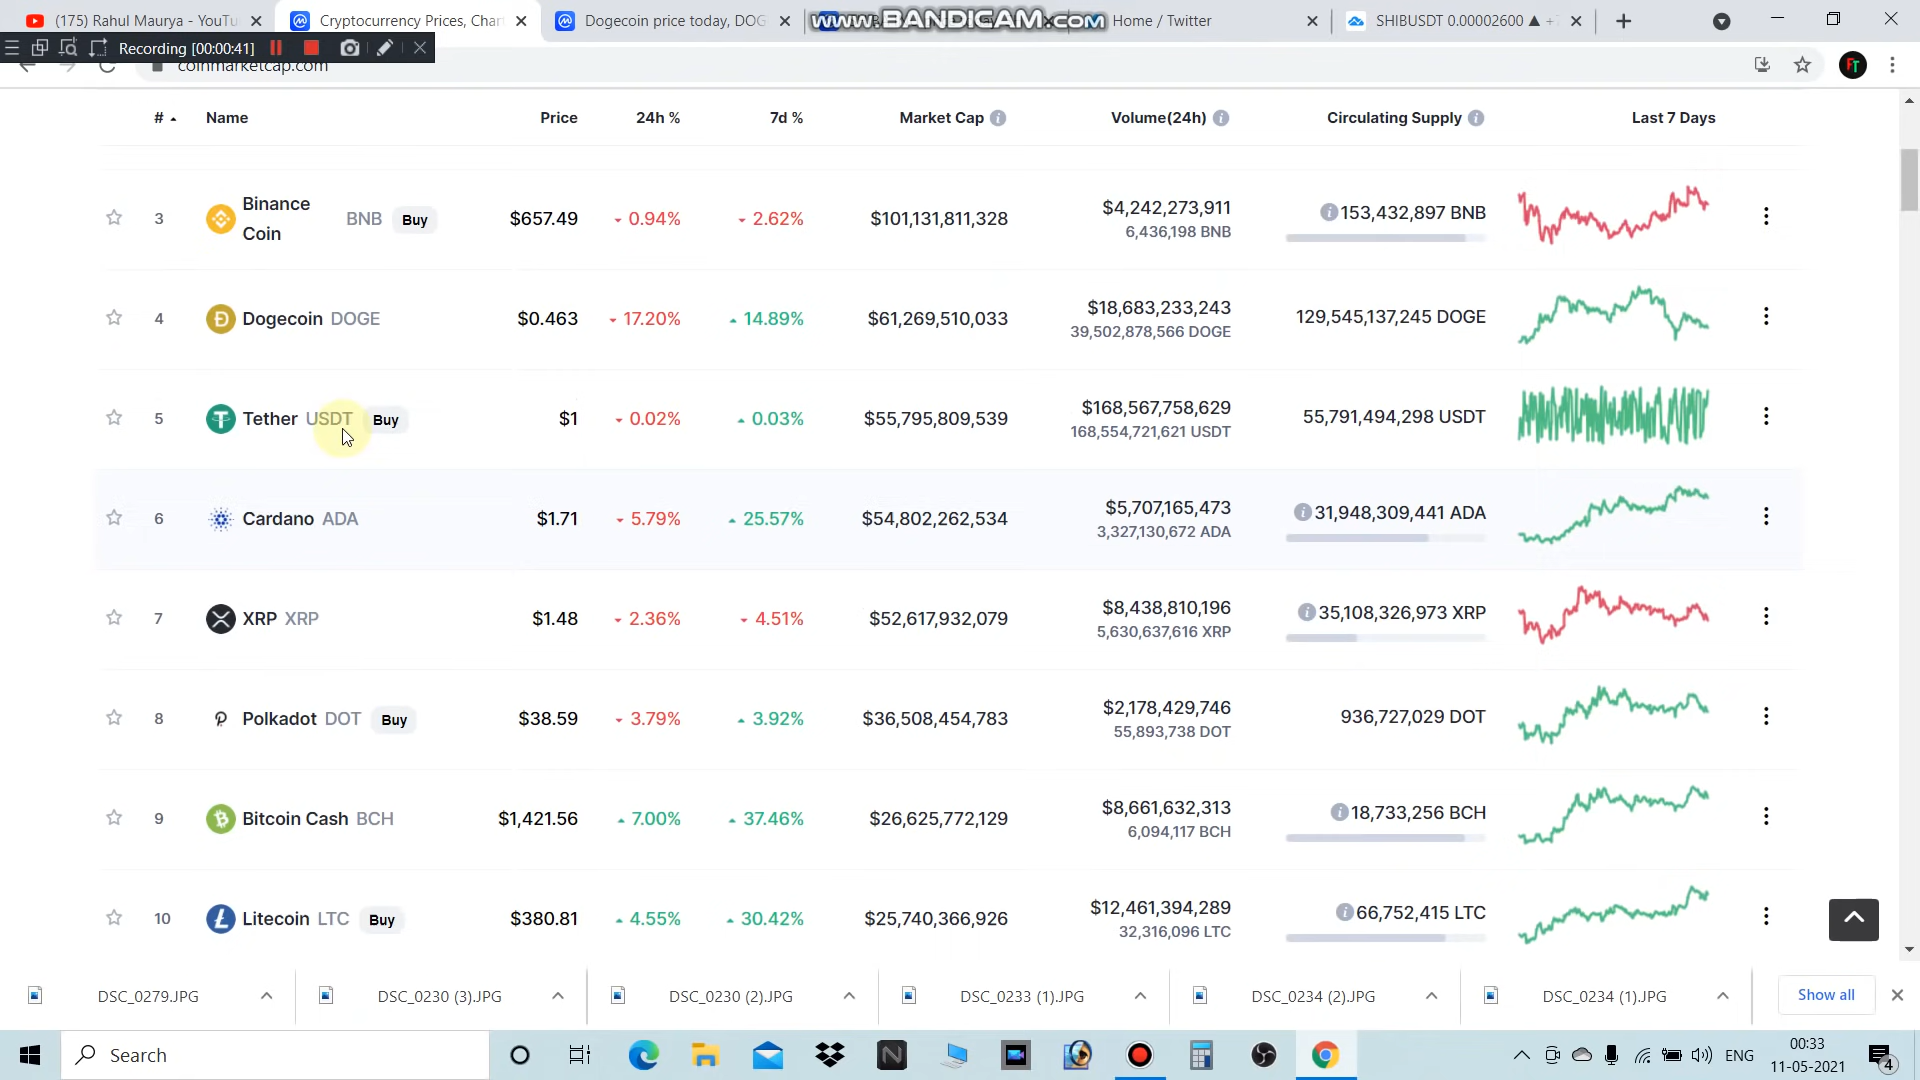 (175) Rahul Maurya - YouTu
Cryptocurrency Prices, Char
Dogecoin price today, DOG
www.BANDICAM.com
Home / Twitter
SHIBUSDT 0.00002600 ▲ +
Recording [00:00:41]
coinmarketcap.com
# Name Price 24h % 7d % Market Cap Volume(24h) Circulating Supply Last 7 Days
3 Binance Coin BNB Buy $657.49 0.94% 2.62% $101,131,811,328 $4,242,273,911 153,432,897 BNB
6,436,198 BNB
4 Dogecoin DOGE $0.463 17.20% 14.89% $61,269,510,033 $18,683,233,243 129,545,137,245 DOGE
39,502,878,566 DOGE
5 Tether USDT Buy $1 0.02% 0.03% $55,795,809,539 $168,567,758,629 55,791,494,298 USDT
168,554,721,621 USDT
6 Cardano ADA $1.71 5.79% 25.57% $54,802,262,534 $5,707,165,473 31,948,309,441 ADA
3,327,130,672 ADA
7 XRP XRP $1.48 2.36% 4.51% $52,617,932,079 $8,438,810,196 35,108,326,973 XRP
5,630,637,616 XRP
8 Polkadot DOT Buy $38.59 3.79% 3.92% $36,508,454,783 $2,178,429,746 936,727,029 DOT
55,893,738 DOT
9 Bitcoin Cash BCH $1,421.56 7.00% 37.46% $26,625,772,129 $8,661,632,313 18,733,256 BCH
6,094,117 BCH
10 Litecoin LTC Buy $380.81 4.55% 30.42% $25,740,366,926 $12,461,394,289 66,752,415 LTC
32,316,096 LTC
DSC_0279.JPG DSC_0230 (3).JPG DSC_0230 (2).JPG DSC_0233 (1).JPG DSC_0234 (2).JPG DSC_0234 (1).JPG Show all
Search
ENG
00:33
11-05-2021
4